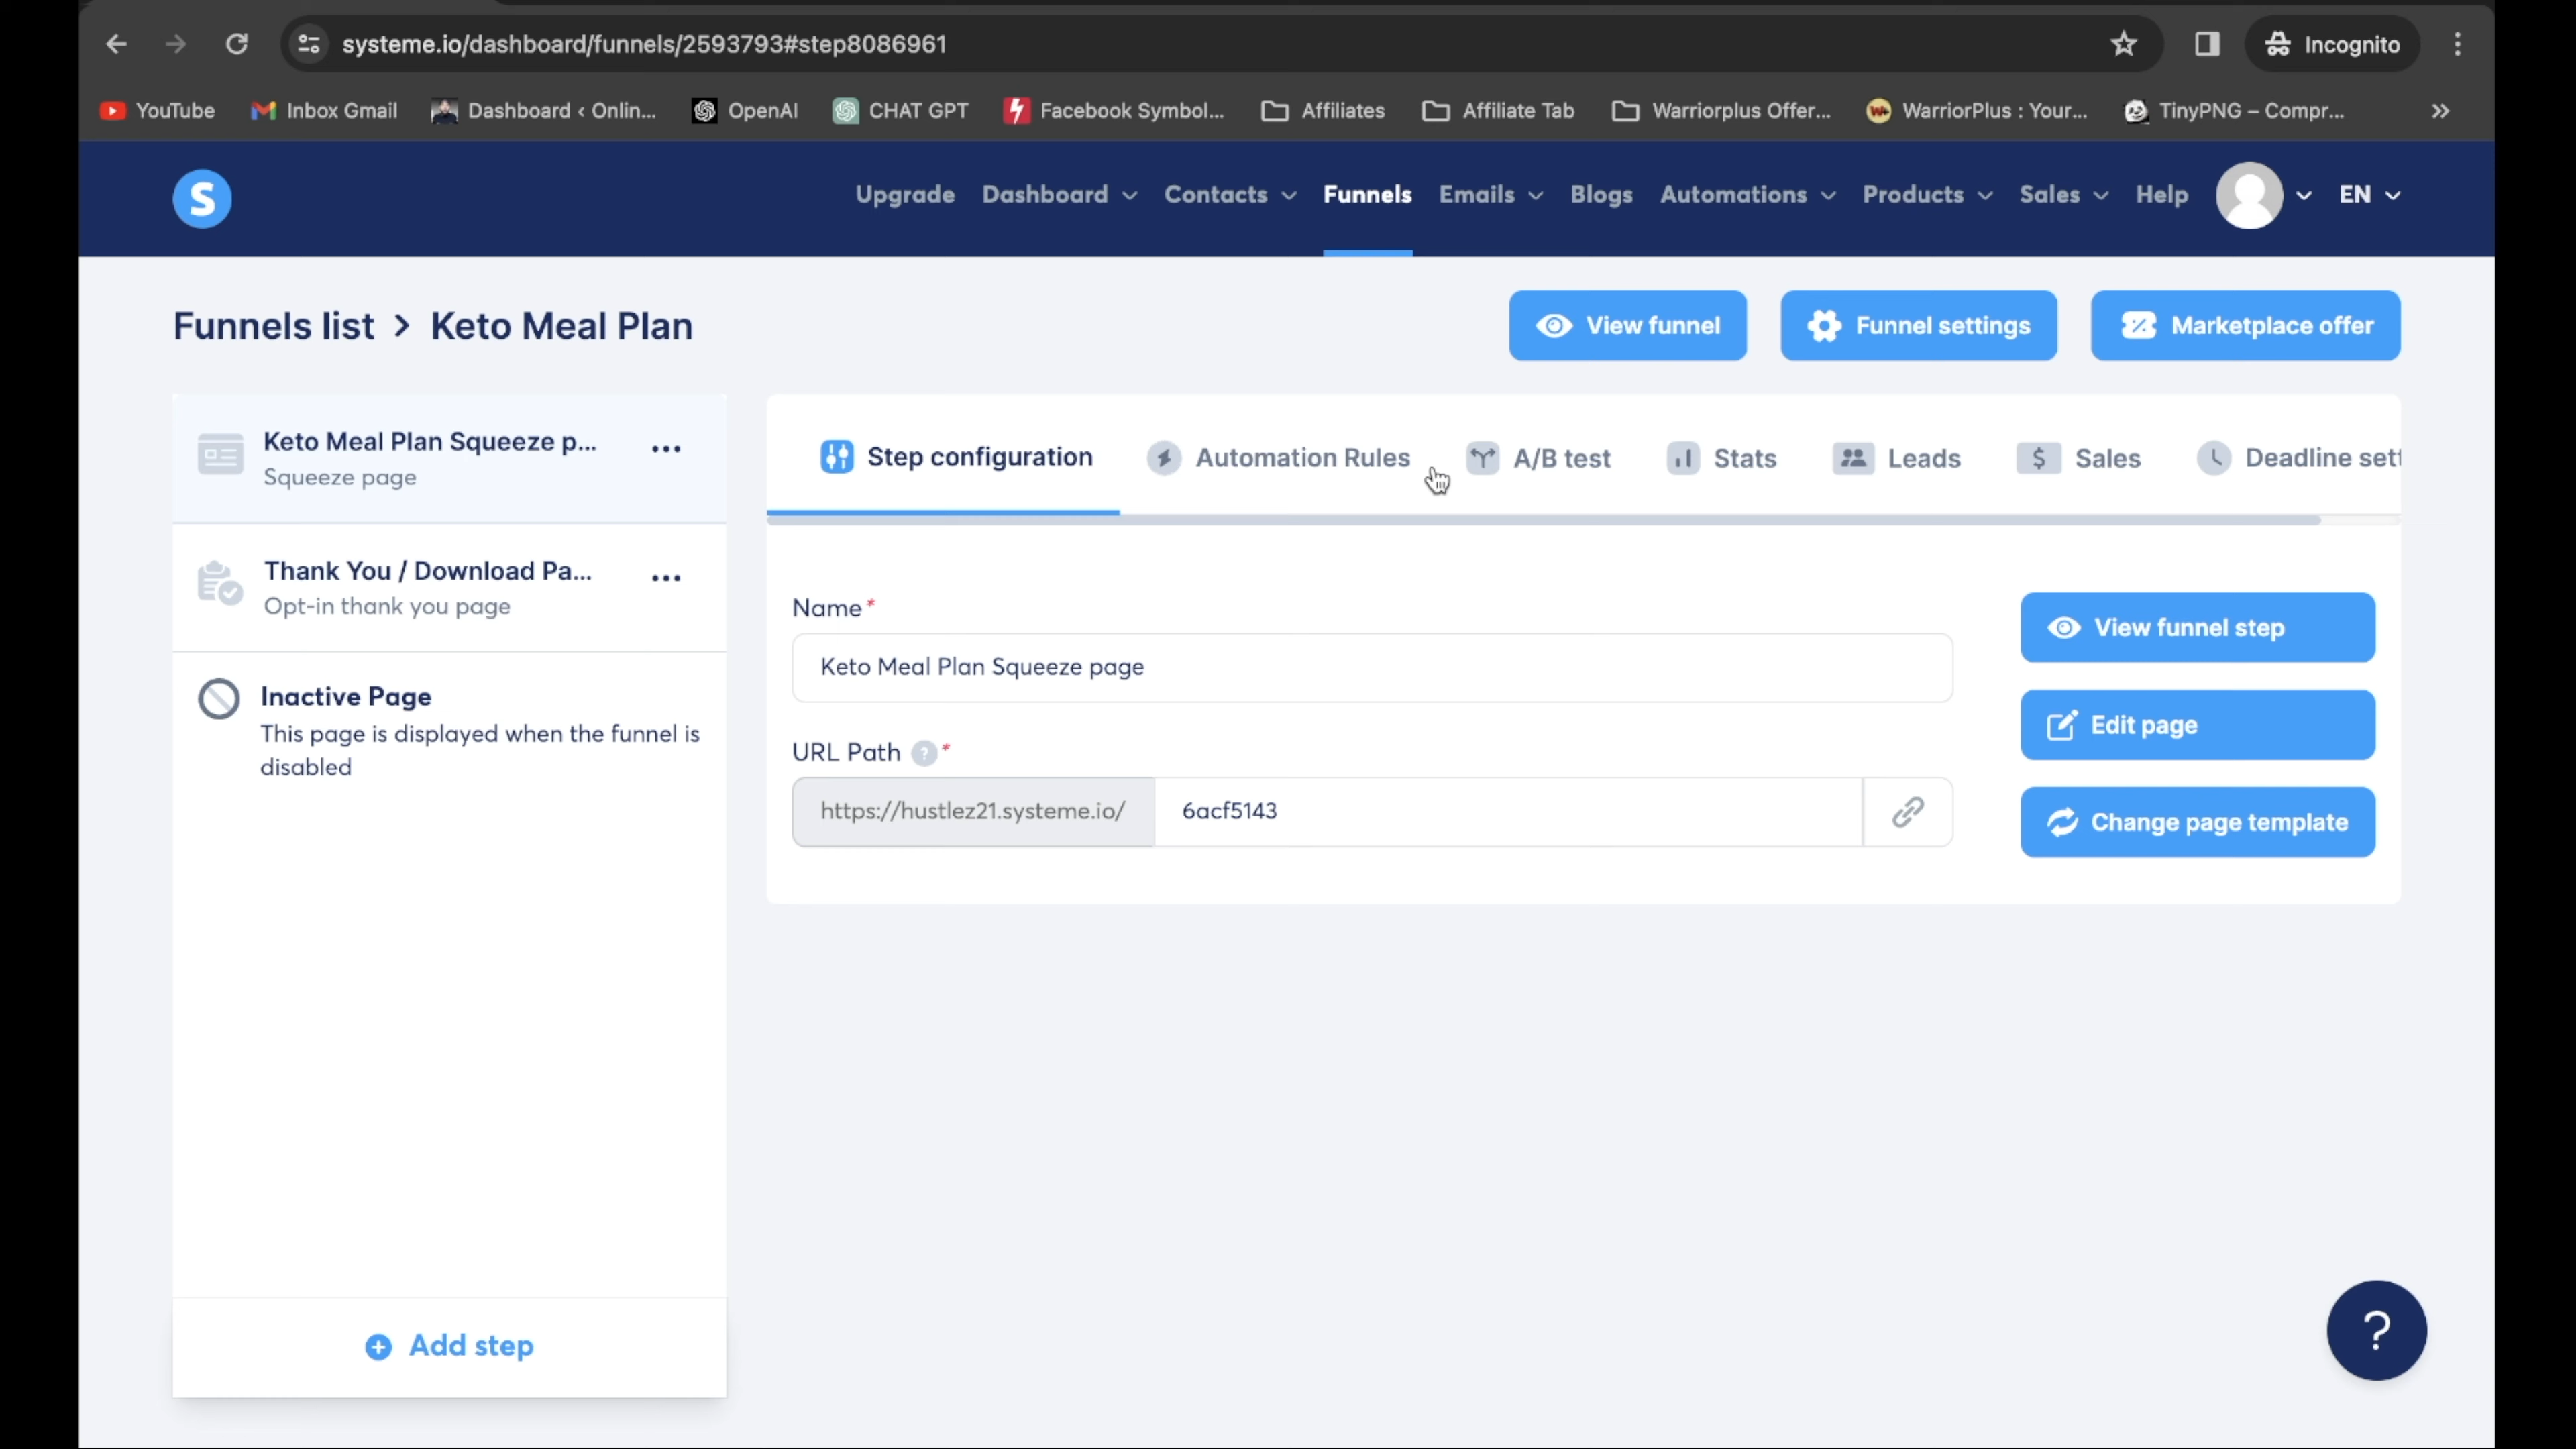 systeme.io/dashboard/funnels/2593793#step8086961
Incognito
YouTube
Inbox Gmail
Dashboard ‹ Onlin...
OpenAI
CHAT GPT
Facebook Symbol...
Affiliates
Affiliate Tab
Warriorplus Offer...
WarriorPlus : Your...
TinyPNG – Compr...
»
S
Upgrade
Dashboard
Contacts
Funnels
Emails
Blogs
Automations
Products
Sales
Help
EN
Funnels list > Keto Meal Plan
View funnel
Funnel settings
Marketplace offer
Keto Meal Plan Squeeze p...
Squeeze page
Thank You / Download Pa...
Opt-in thank you page
Inactive Page
This page is displayed when the funnel is
disabled
Add step
Step configuration
Automation Rules
A/B test
Stats
Leads
$ Sales
Deadline sett
Name*
Keto Meal Plan Squeeze page
URL Path ? *
https://hustlez21.systeme.io/
6acf5143
View funnel step
Edit page
Change page template
?